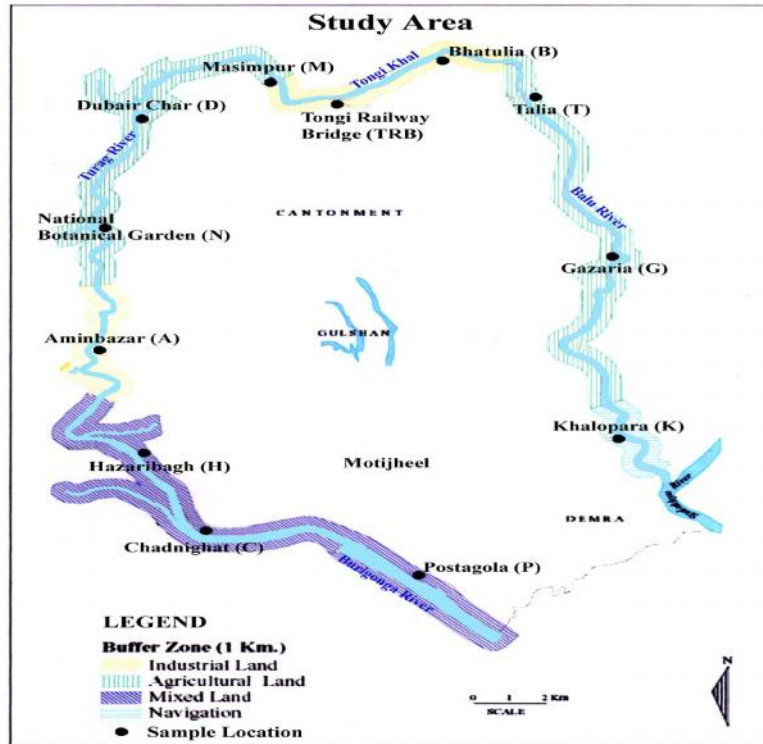 Study Area
Bhatulia (B)
Masimpur (M)
Tongi Khal
Dubair Char (D)
Talia (T)
Tongi Railway
Bridge (TRB)
Turag River
Balu River
CANTONMENT
National
Botanical Garden (N)
Gazaria (G)
GULSHAN
Aminbazar (A)
Khalopara (K)
Hazaribagh (H)
Motijheel
River
DEMRA
Chadnighat (C)
Postagola (P)
Burigonga River
LEGEND
Buffer Zone (1 Km.)
Industrial Land
Agricultural Land
Mixed Land
Navigation
Sample Location
N
0 1 2 Km
SCALE